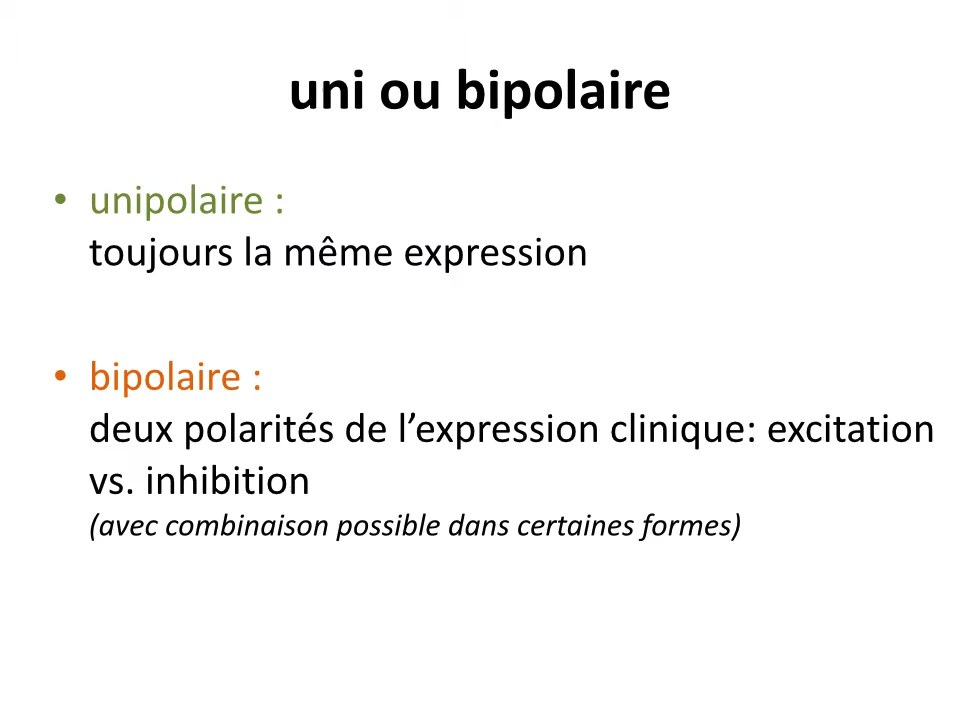 uni ou bipolaire
• unipolaire :
toujours la même expression
• bipolaire :
deux polarités de l’expression clinique: excitation
vs. inhibition
(avec combinaison possible dans certaines formes)